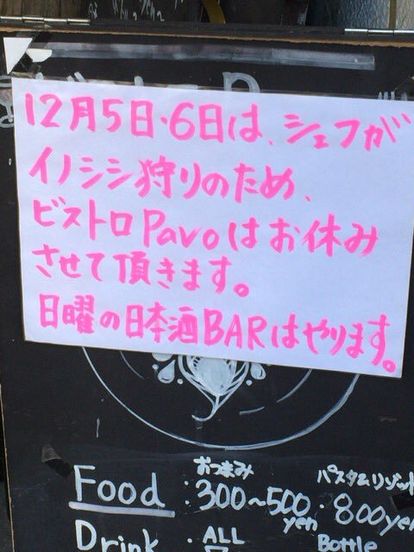 12月5日・6日は、シェフが
イノシシ狩りのため、
ビストロPavoはお休み
させて頂きます。
日曜の日本酒BARはやります。
おつまみ
パスタ&リゾット
Food : 300〜500yen
800yen
Drink
ALL
Bottle